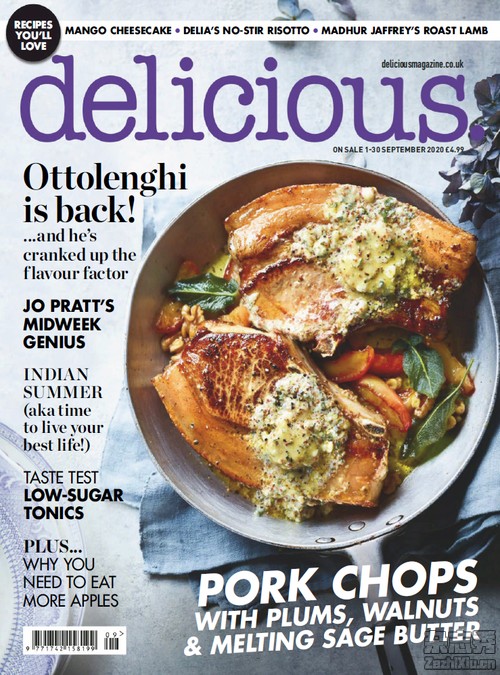 RECIPES
YOU'LL
LOVE
MANGO CHEESECAKE • DELIA'S NO-STIR RISOTTO • MADHUR JAFFREY'S ROAST LAMB
deliciousmagazine.co.uk
delicious.
ON SALE 1-30 SEPTEMBER 2020 £4.99
Ottolenghi
is back!
...and he's
cranked up the
flavour factor
JO PRATT'S
MIDWEEK
GENIUS
INDIAN
SUMMER
(aka time
to live your
best life!)
TASTE TEST
LOW-SUGAR
TONICS
PLUS...
WHY YOU
NEED TO EAT
MORE APPLES
PORK CHOPS
WITH PLUMS, WALNUTS
& MELTING SAGE BUTTER
09>
9 771742 158199
ZazhiXiu.cn